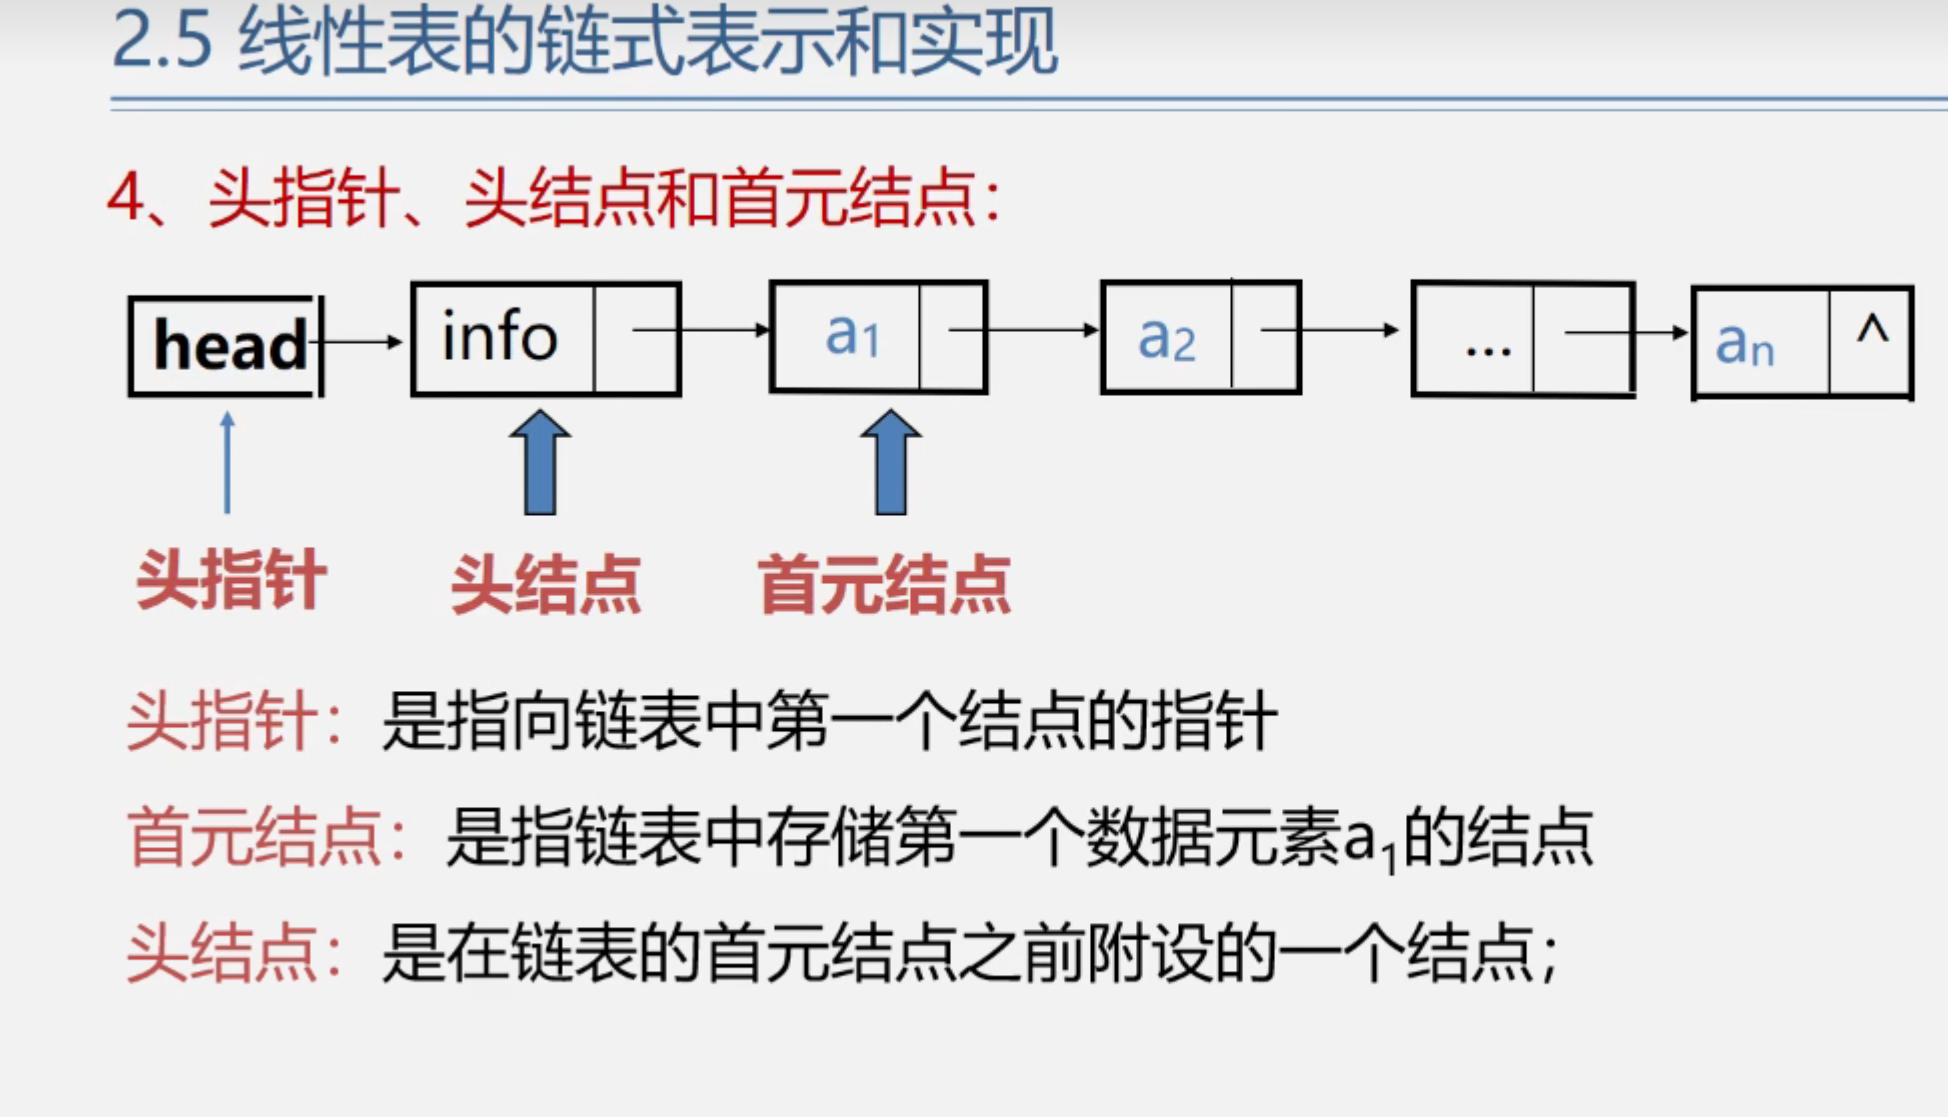 2.5 线性表的链式表示和实现
4、头指针、头结点和首元结点：
head info a1 a2 ... an ^
头指针 头结点 首元结点
头指针：是指向链表中第一个结点的指针
首元结点：是指链表中存储第一个数据元素a1的结点
头结点：是在链表的首元结点之前附设的一个结点；